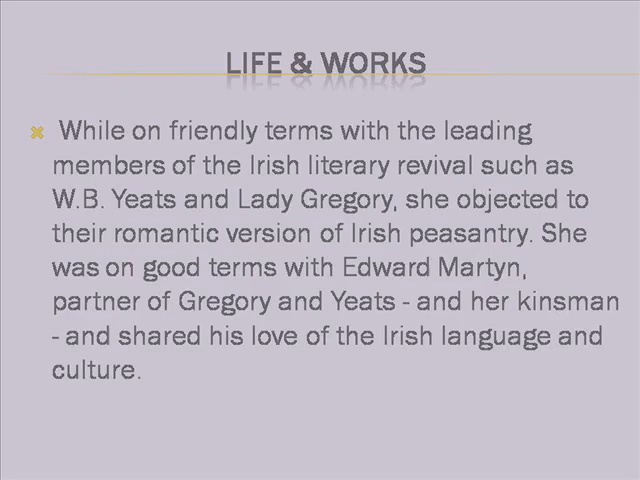 LIFE & WORKS
While on friendly terms with the leading
members of the Irish literary revival such as
W.B. Yeats and Lady Gregory, she objected to
their romantic version of Irish peasantry. She
was on good terms with Edward Martyn,
partner of Gregory and Yeats - and her kinsman
- and shared his love of the Irish language and
culture.